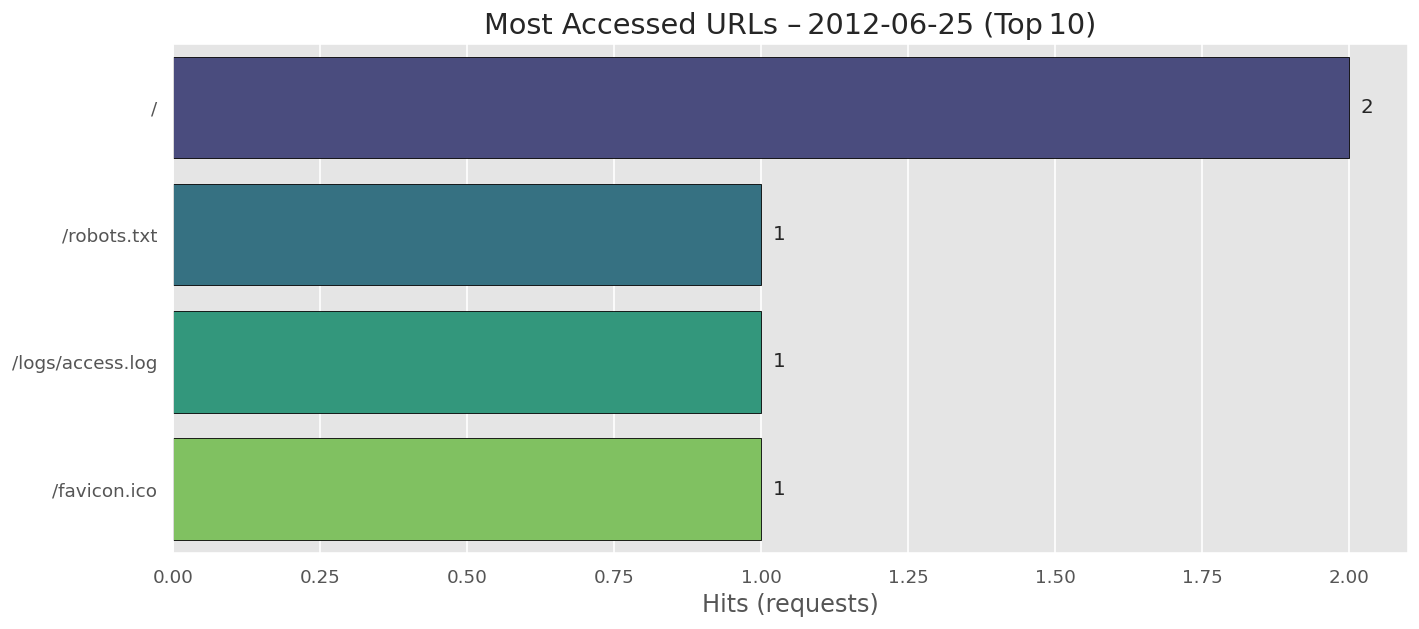 Most Accessed URLs – 2012-06-25 (Top 10)
/
2
/robots.txt
1
/logs/access.log
1
/favicon.ico
1
0.00 0.25 0.50 0.75 1.00 1.25 1.50 1.75 2.00
Hits (requests)